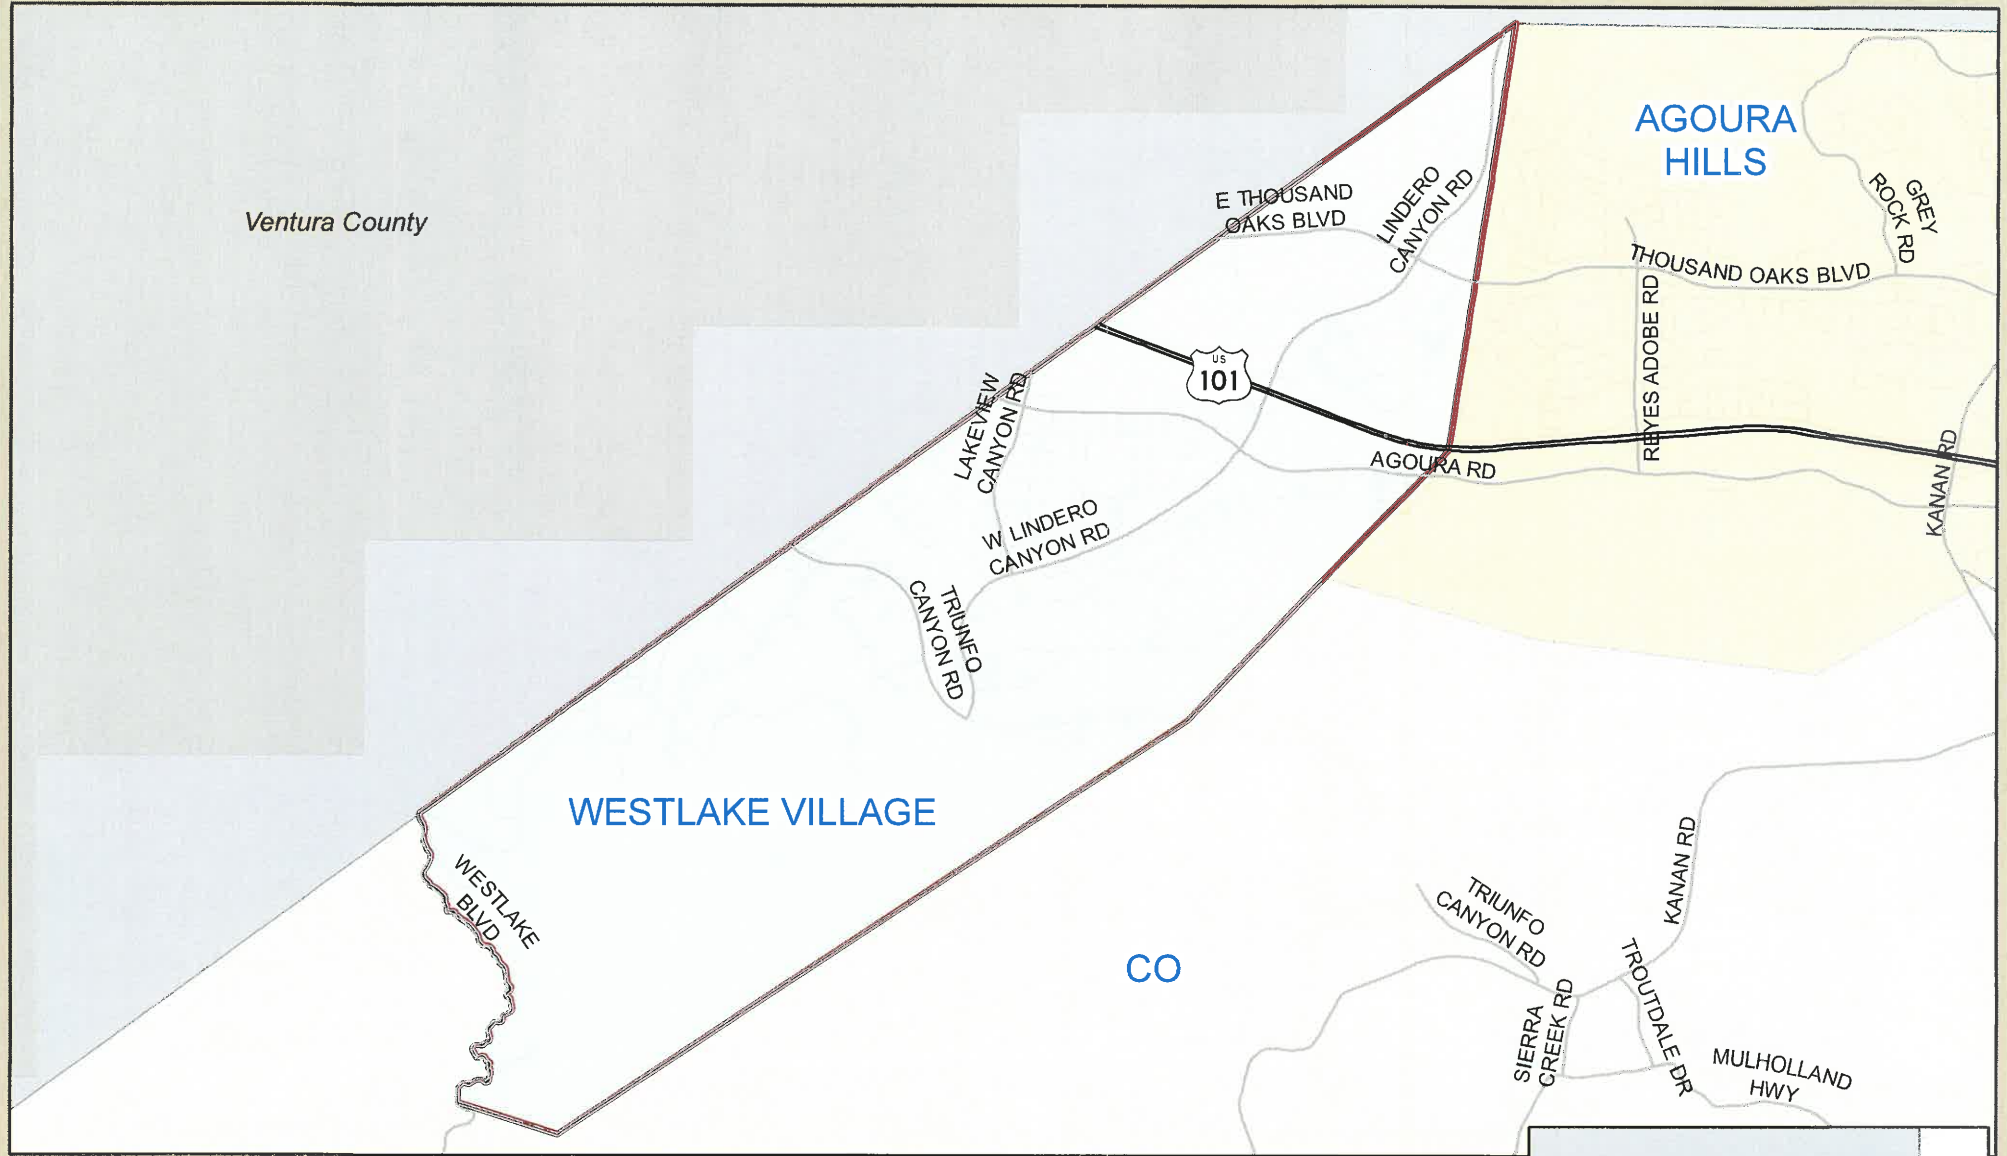 AGOURA
HILLS
Ventura County
E THOUSAND
OAKS BLVD
LINDERO
CANYON RD
GREY
ROCK RD
THOUSAND OAKS BLVD
REYES ADOBE RD
US
101
LAKEVIEW
CANYON RD
AGOURA RD
KANAN RD
W LINDERO
CANYON RD
TRIUNFO
CANYON RD
WESTLAKE VILLAGE
WESTLAKE
BLVD
KANAN RD
TRIUNFO
CANYON RD
CO
TROUTDALE DR
SIERRA
CREEK RD
MULHOLLAND
HWY